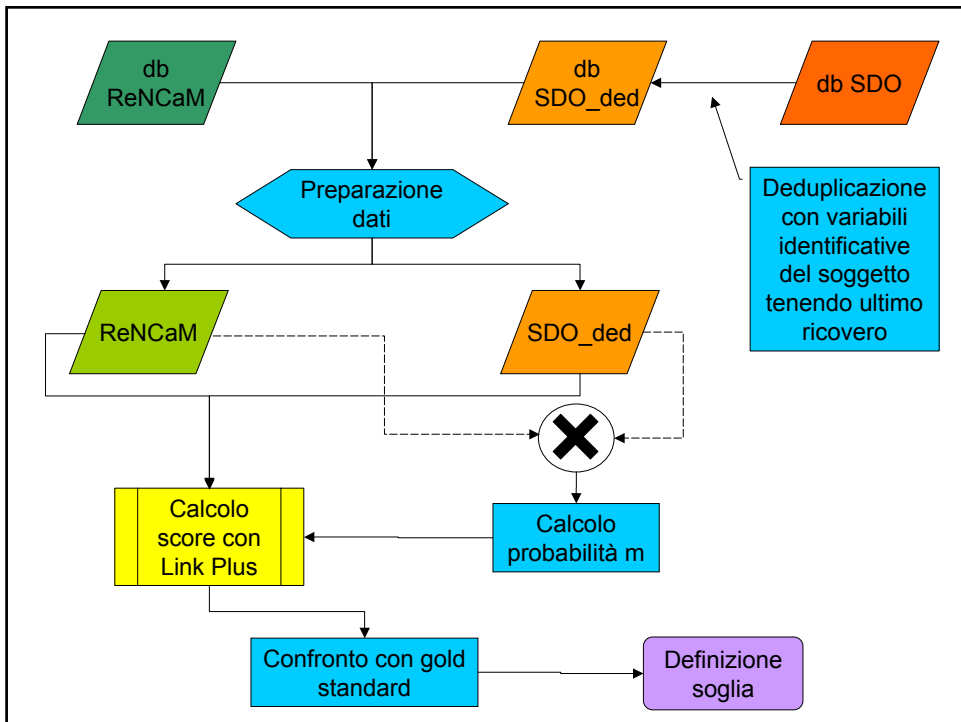 db
ReNCaM
db
SDO_ded
db SDO
Preparazione
dati
Deduplicazione
con variabili
identificative
del soggetto
tenendo ultimo
ricovero
ReNCaM
SDO_ded
Calcolo
score con
Link Plus
Calcolo
probabilità m
Confronto con gold
standard
Definizione
soglia